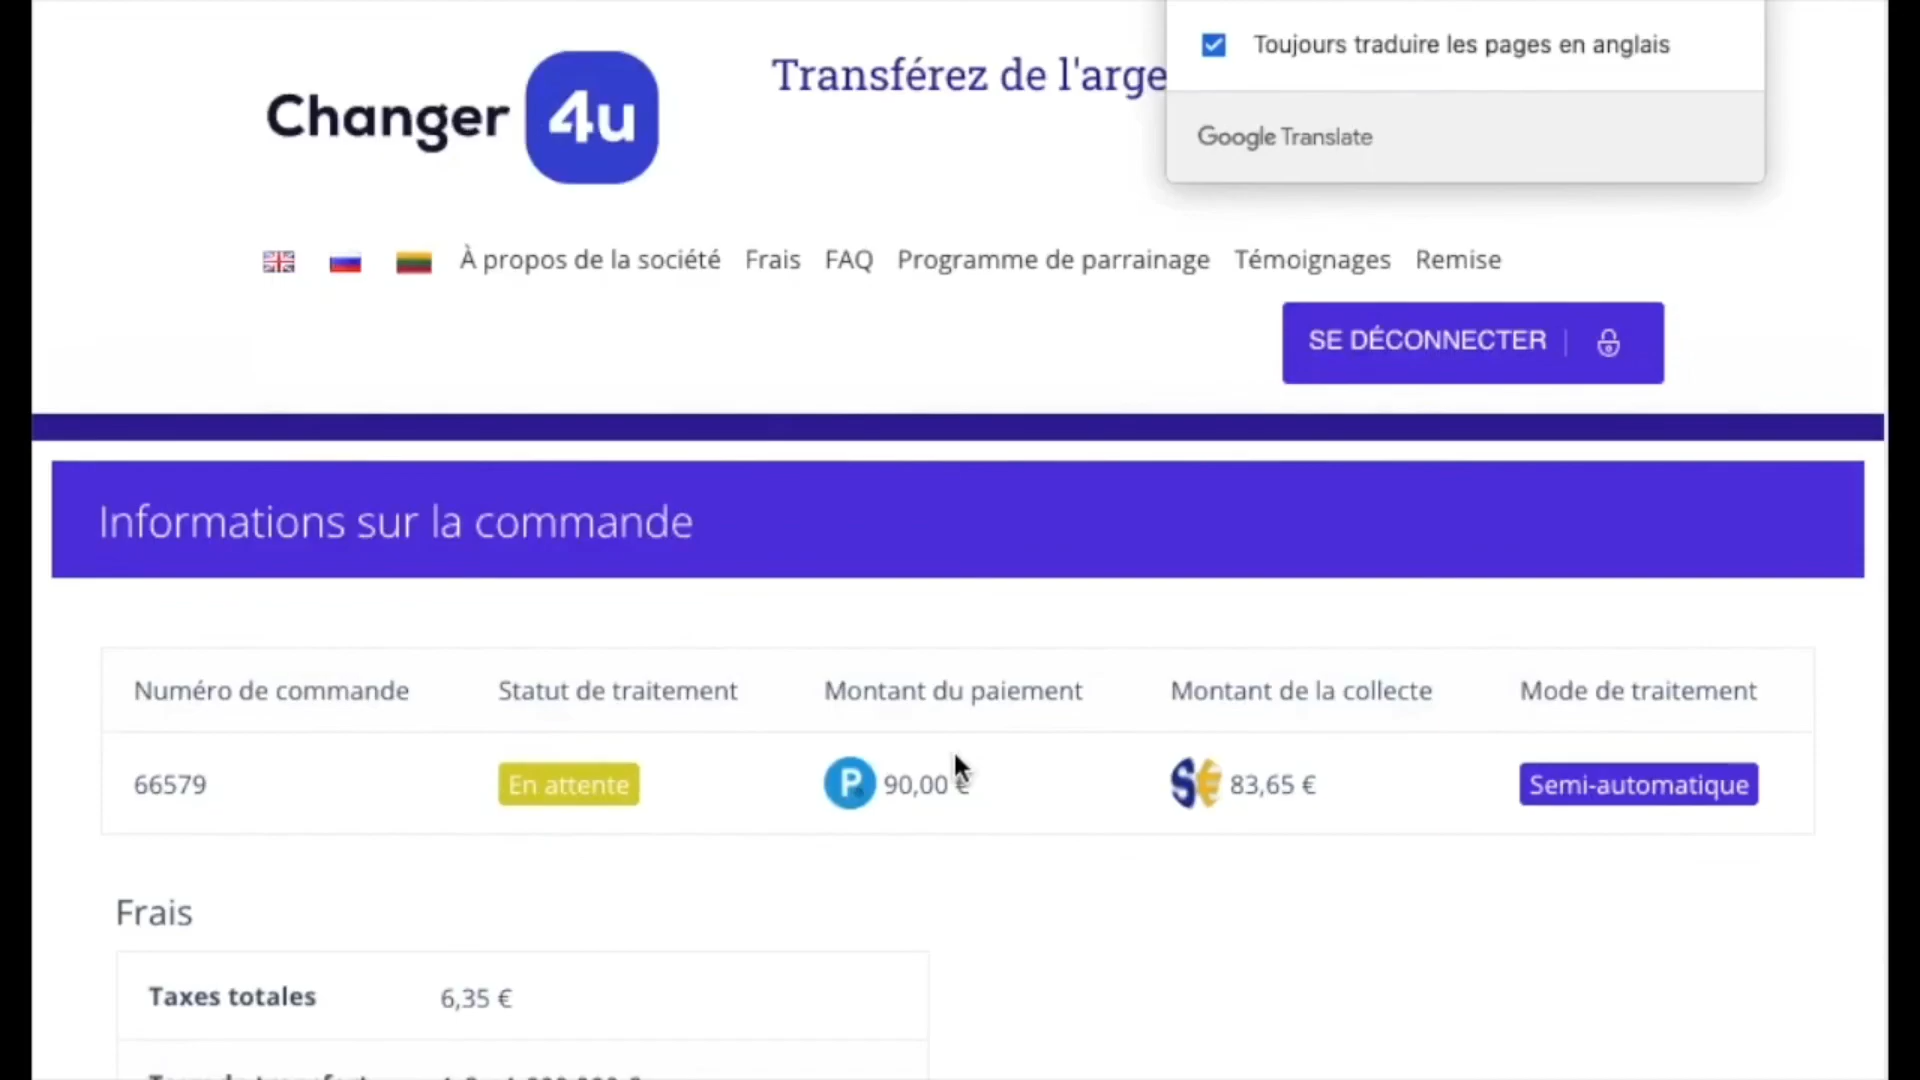 Toujours traduire les pages en anglais
Transférez de l'arge
Changer 4u
Google Translate
À propos de la société Frais FAQ Programme de parrainage Témoignages Remise
SE DÉCONNECTER
Informations sur la commande
Numéro de commande Statut de traitement Montant du paiement Montant de la collecte Mode de traitement
66579 En attente P 90,00 € S€ 83,65 € Semi-automatique
Frais
Taxes totales 6,35 €